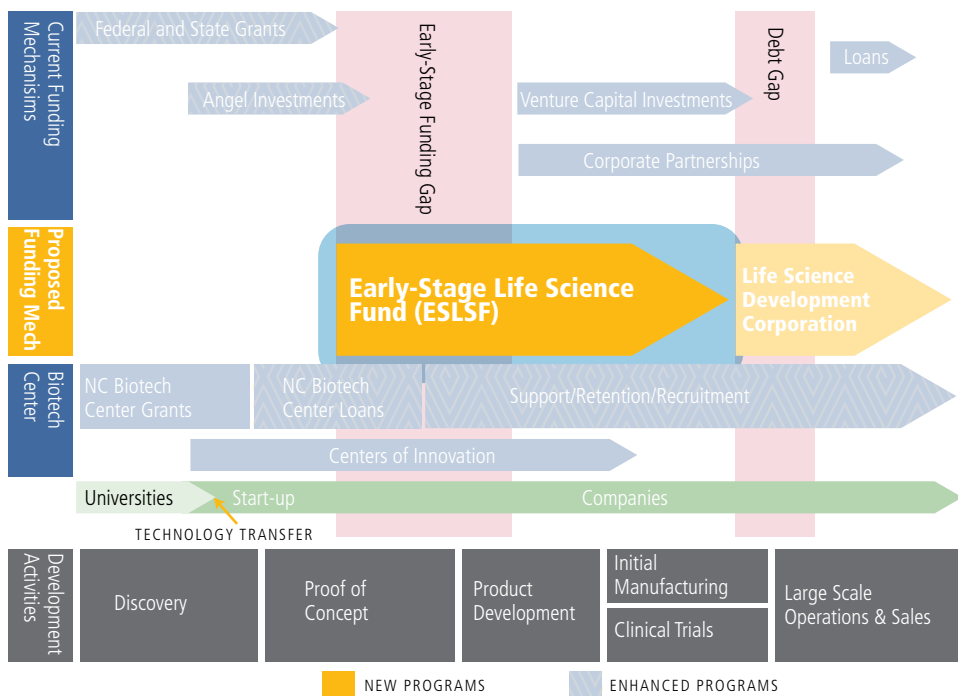 Current Funding
Mechanisims
Federal and State Grants
Angel Investments
Early-Stage Funding Gap
Venture Capital Investments
Corporate Partnerships
Debt Gap
Loans
Proposed
Funding Mech
Early-Stage Life Science
Fund (ESLSF)
Life Science
Development
Corporation
Biotech
Center
NC Biotech
Center Grants
NC Biotech
Center Loans
Support/Retention/Recruitment
Centers of Innovation
Universities
Start-up
Companies
TECHNOLOGY TRANSFER
Development
Activities
Discovery
Proof of
Concept
Product
Development
Initial
Manufacturing
Clinical Trials
Large Scale
Operations & Sales
NEW PROGRAMS
ENHANCED PROGRAMS